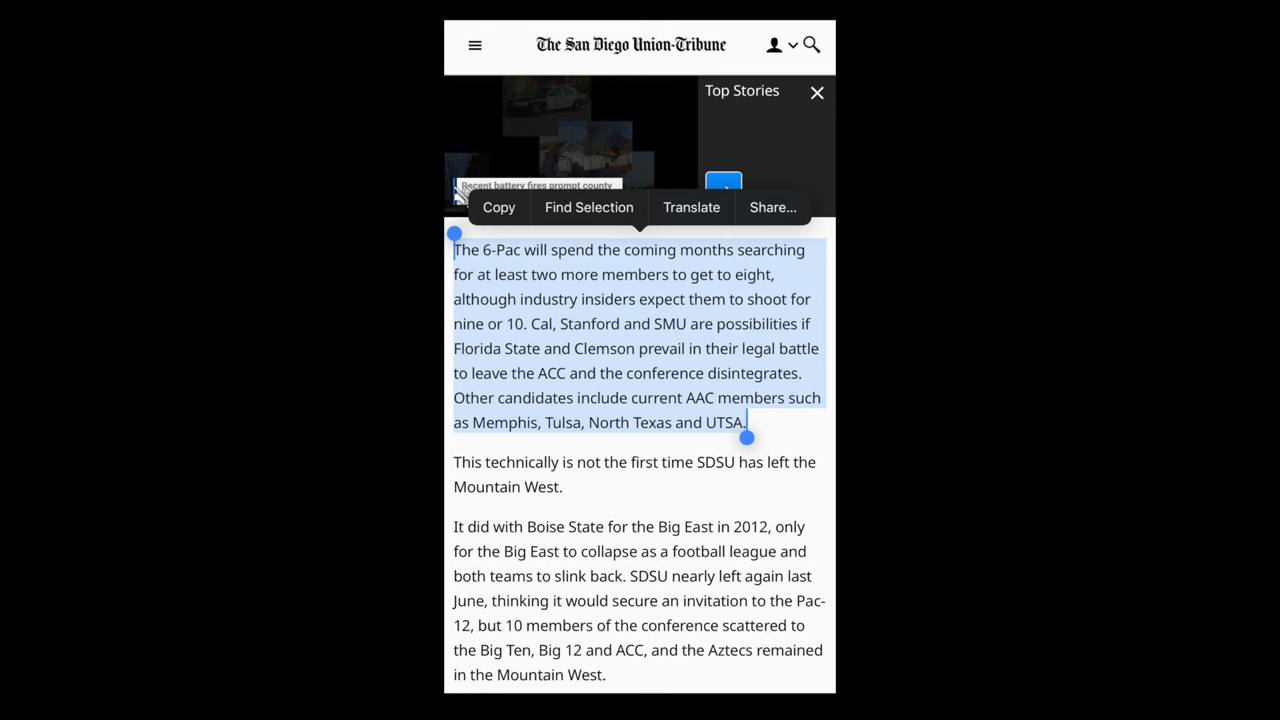 The San Diego Union-Tribune
Top Stories
Recent battery fires prompt county
Copy
Find Selection
Translate
Share...
The 6-Pac will spend the coming months searching
for at least two more members to get to eight,
although industry insiders expect them to shoot for
nine or 10. Cal, Stanford and SMU are possibilities if
Florida State and Clemson prevail in their legal battle
to leave the ACC and the conference disintegrates.
Other candidates include current AAC members such
as Memphis, Tulsa, North Texas and UTSA.
This technically is not the first time SDSU has left the
Mountain West.
It did with Boise State for the Big East in 2012, only
for the Big East to collapse as a football league and
both teams to slink back. SDSU nearly left again last
June, thinking it would secure an invitation to the Pac-
12, but 10 members of the conference scattered to
the Big Ten, Big 12 and ACC, and the Aztecs remained
in the Mountain West.